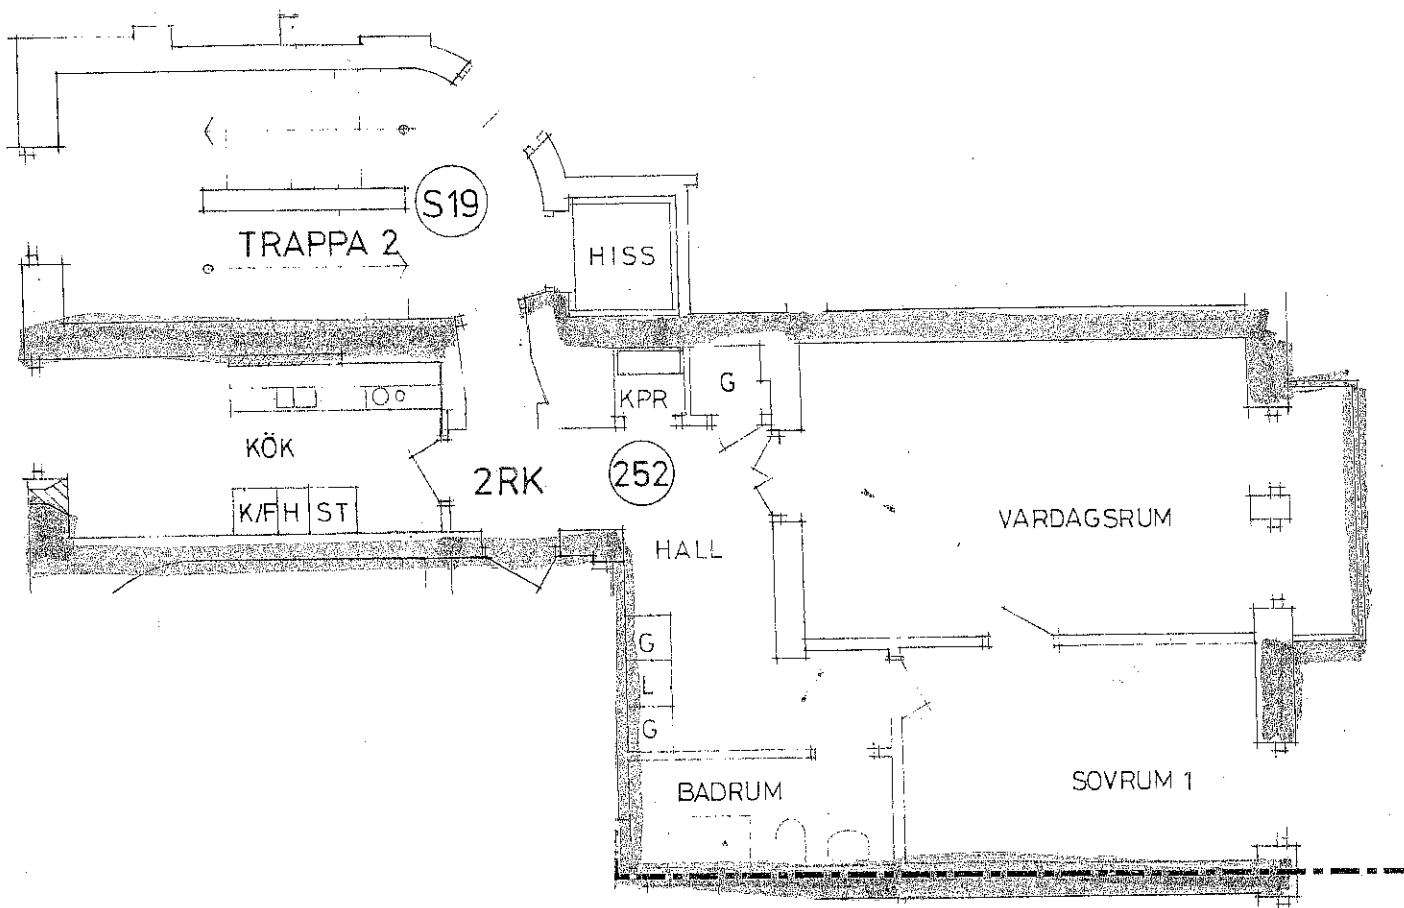 S19
TRAPPA 2
HISS
KPR
G
KÖK
2RK
252
K/F H ST
HALL
VARDAGSRUM
G
L
G
BADRUM
SOVRUM 1